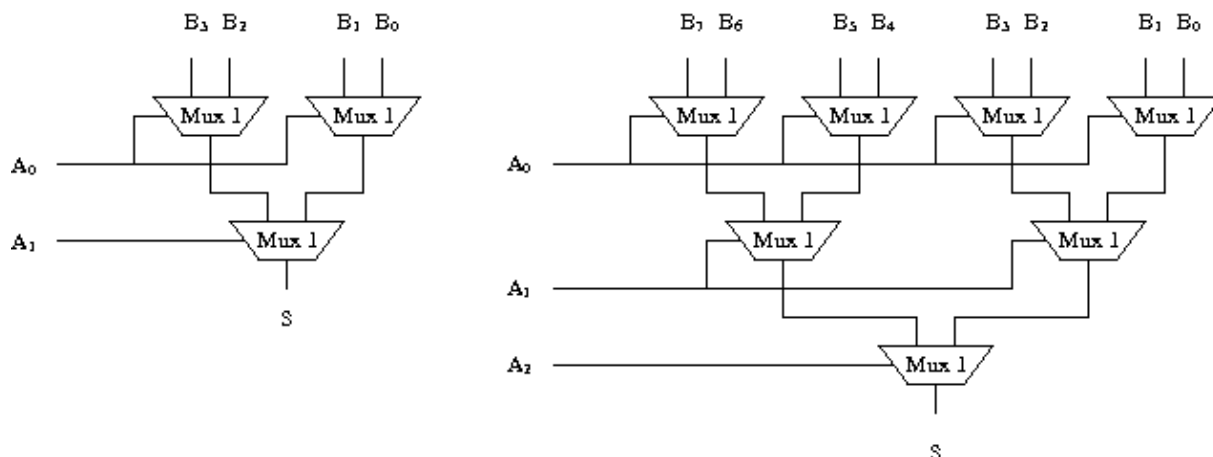 B₃ B₂ B₁ B₀
Mux 1 Mux 1
A₀
A₁ Mux 1
S
B₇ B₆ B₅ B₄ B₃ B₂ B₁ B₀
Mux 1 Mux 1 Mux 1 Mux 1
A₀
Mux 1 Mux 1
A₁
A₂ Mux 1
S